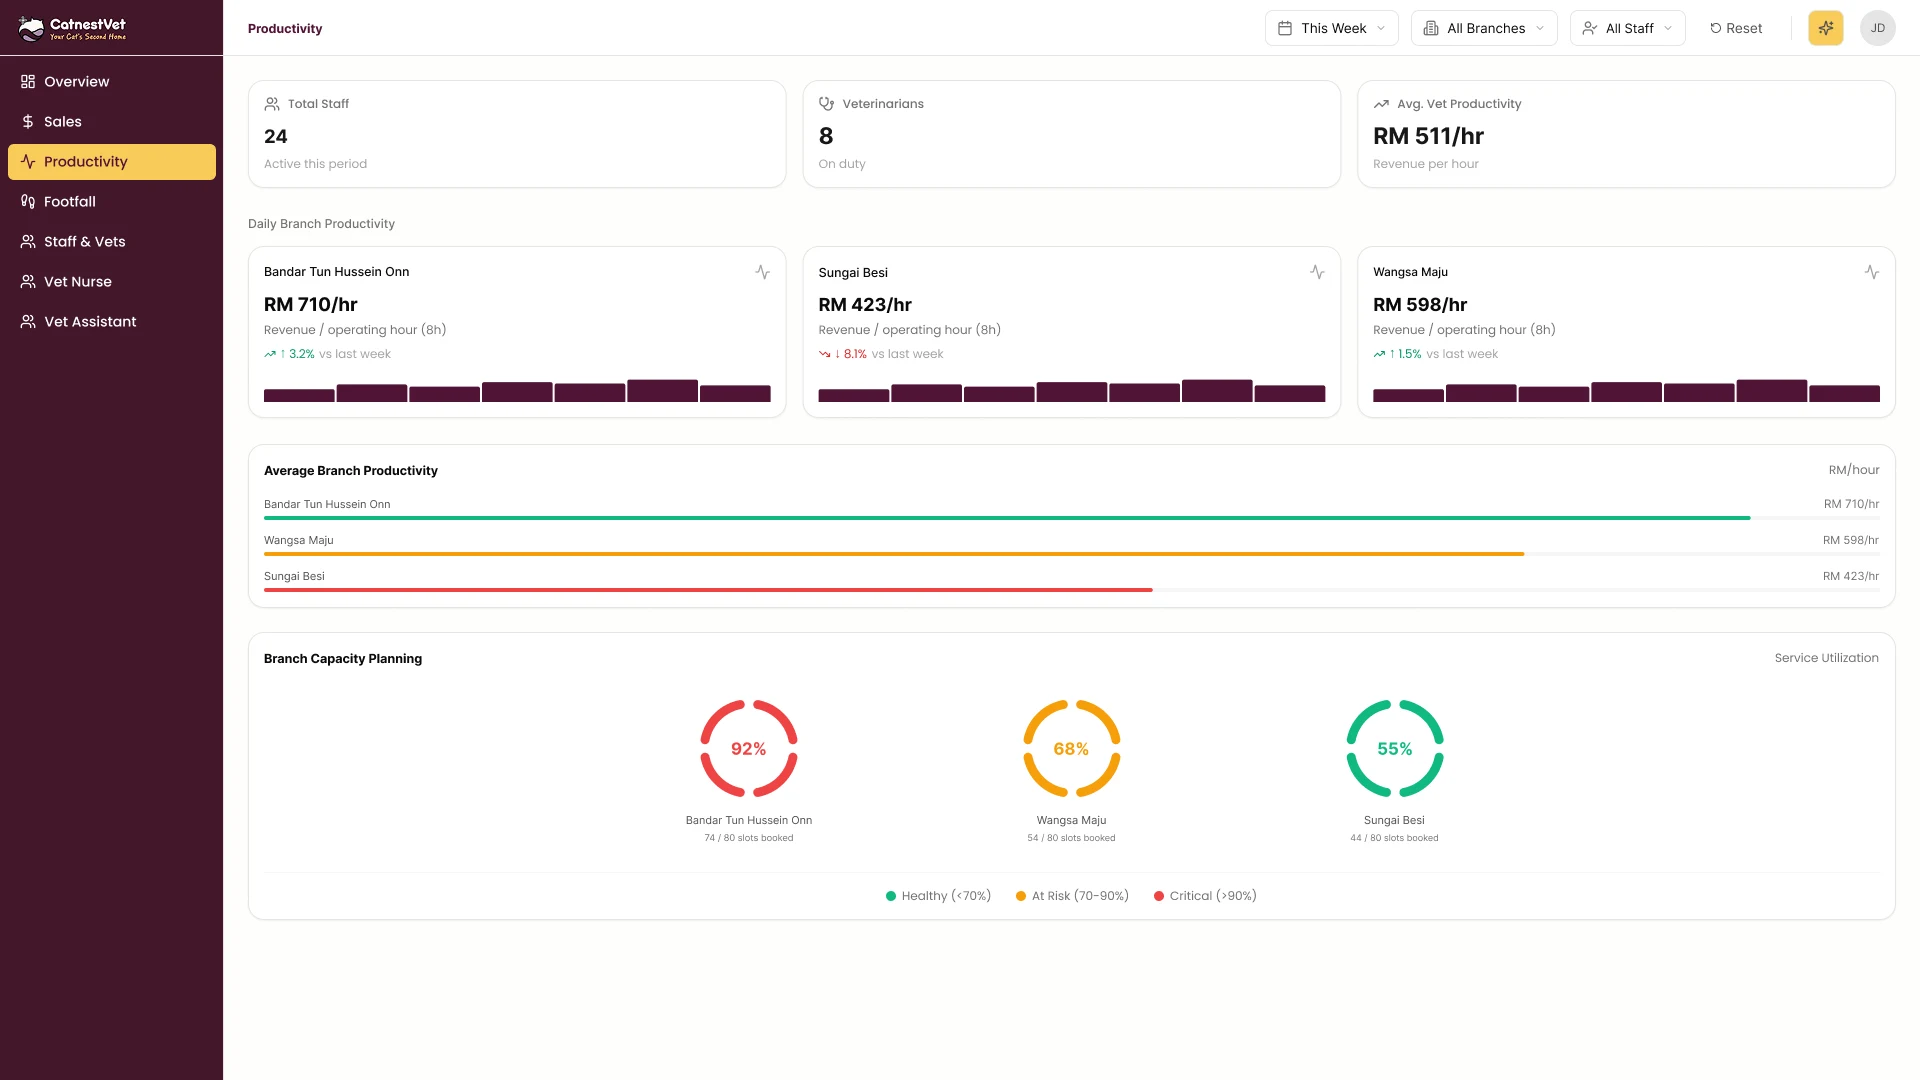 CatnestVet
Your Cat's Second Home
Productivity
This Week
All Branches
All Staff
Reset
JD
Overview
Sales
Productivity
Footfall
Staff & Vets
Vet Nurse
Vet Assistant
Total Staff
24
Active this period
Veterinarians
8
On duty
Avg. Vet Productivity
RM 511/hr
Revenue per hour
Daily Branch Productivity
Bandar Tun Hussein Onn
RM 710/hr
Revenue / operating hour (8h)
↑ 3.2% vs last week
Sungai Besi
RM 423/hr
Revenue / operating hour (8h)
↓ 8.1% vs last week
Wangsa Maju
RM 598/hr
Revenue / operating hour (8h)
↑ 1.5% vs last week
Average Branch Productivity
RM/hour
Bandar Tun Hussein Onn
RM 710/hr
Wangsa Maju
RM 598/hr
Sungai Besi
RM 423/hr
Branch Capacity Planning
Service Utilization
92%
Bandar Tun Hussein Onn
74 / 80 slots booked
68%
Wangsa Maju
54 / 80 slots booked
55%
Sungai Besi
44 / 80 slots booked
Healthy (<70%)
At Risk (70-90%)
Critical (>90%)